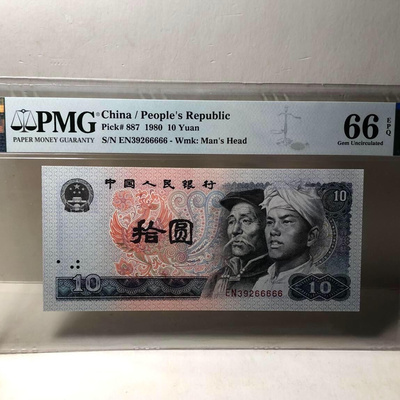 PMG
PAPER MONEY GUARANTY
China / People's Republic
Pick# 887 1980 10 Yuan
S/N EN39266666 - Wmk: Man's Head
66 EPQ
Gem Uncirculated
中国人民银行
10
拾圆
EN39266666
10
10